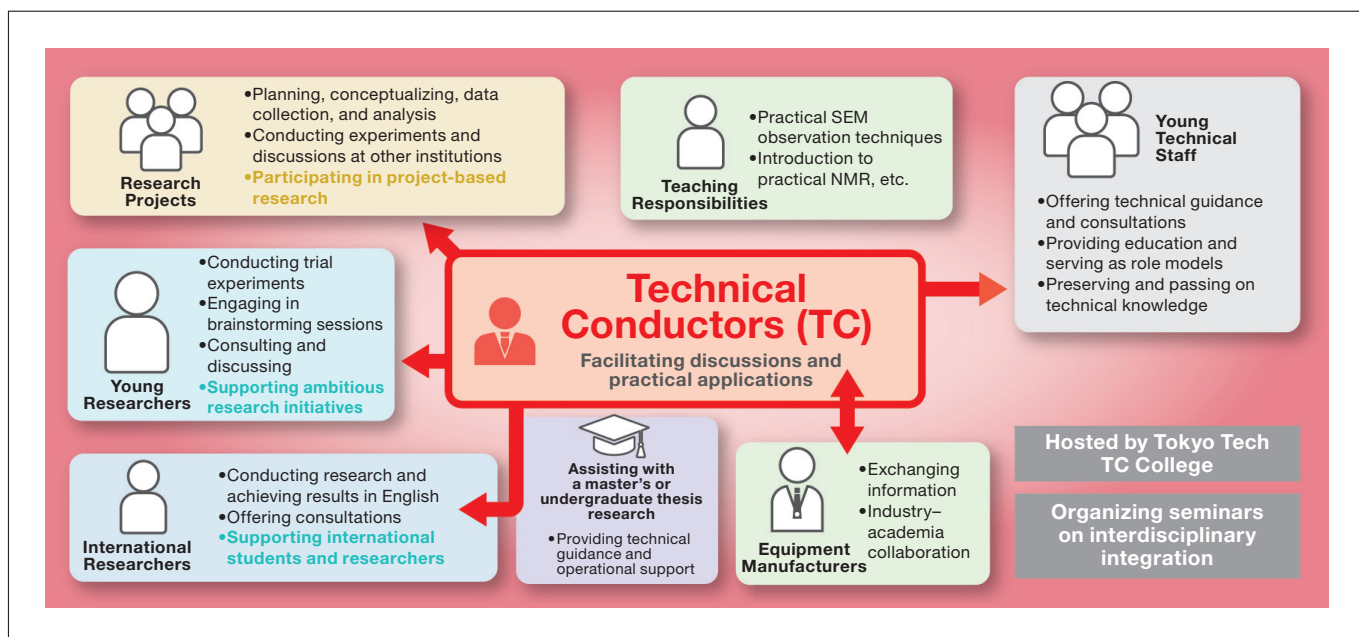 •Planning, conceptualizing, data
collection, and analysis
•Conducting experiments and
discussions at other institutions
•Participating in project-based
research
Research
Projects
•Practical SEM
observation techniques
•Introduction to
practical NMR, etc.
Teaching
Responsibilities
Young
Technical
Staff
•Offering technical guidance
and consultations
•Providing education and
serving as role models
•Preserving and passing on
technical knowledge
•Conducting trial
experiments
•Engaging in
brainstorming sessions
•Consulting and
discussing
•Supporting ambitious
research initiatives
Young
Researchers
Technical
Conductors (TC)
Facilitating discussions and
practical applications
•Conducting research and
achieving results in English
•Offering consultations
•Supporting international
students and researchers
International
Researchers
Assisting with
a master’s or
undergraduate thesis
research
•Providing technical
guidance and
operational support
•Exchanging
information
•Industry–
academia
collaboration
Equipment
Manufacturers
Hosted by Tokyo Tech
TC College
Organizing seminars
on interdisciplinary
integration